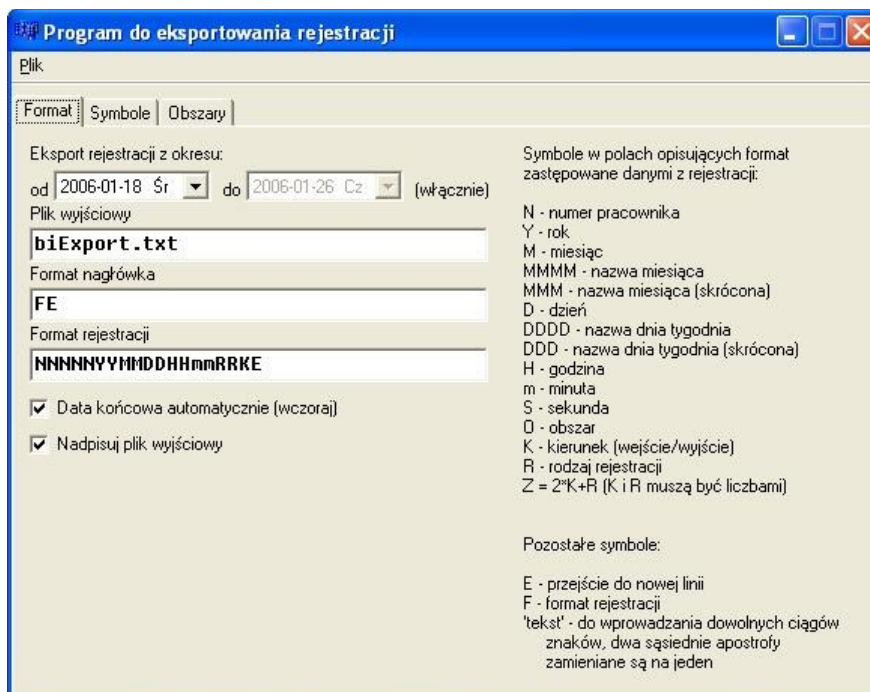 Program do eksportowania rejestracji
Plik
Format Symbole Obszary
Eksport rejestracji z okresu:
od 2006-01-18 Śr do 2006-01-26 Cz (włącznie)
Plik wyjściowy
biExport.txt
Format nagłówka
FE
Format rejestracji
NNNNNYYMMDDHHmmRRKE
Data końcowa automatycznie (wczoraj)
Nadpisuj plik wyjściowy
Symbole w polach opisujących format
zastępowane danymi z rejestracji:
N - numer pracownika
Y - rok
M - miesiąc
MMMM - nazwa miesiąca
MMM - nazwa miesiąca (skrócona)
D - dzień
DDDD - nazwa dnia tygodnia
DDD - nazwa dnia tygodnia (skrócona)
H - godzina
m - minuta
S - sekunda
O - obszar
K - kierunek (wejście/wyjście)
R - rodzaj rejestracji
Z = 2*K+R (K i R muszą być liczbami)
Pozostałe symbole:
E - przejście do nowej linii
F - format rejestracji
'tekst' - do wprowadzania dowolnych ciągów
znaków, dwa sąsiednie apostrofy
zamieniane są na jeden